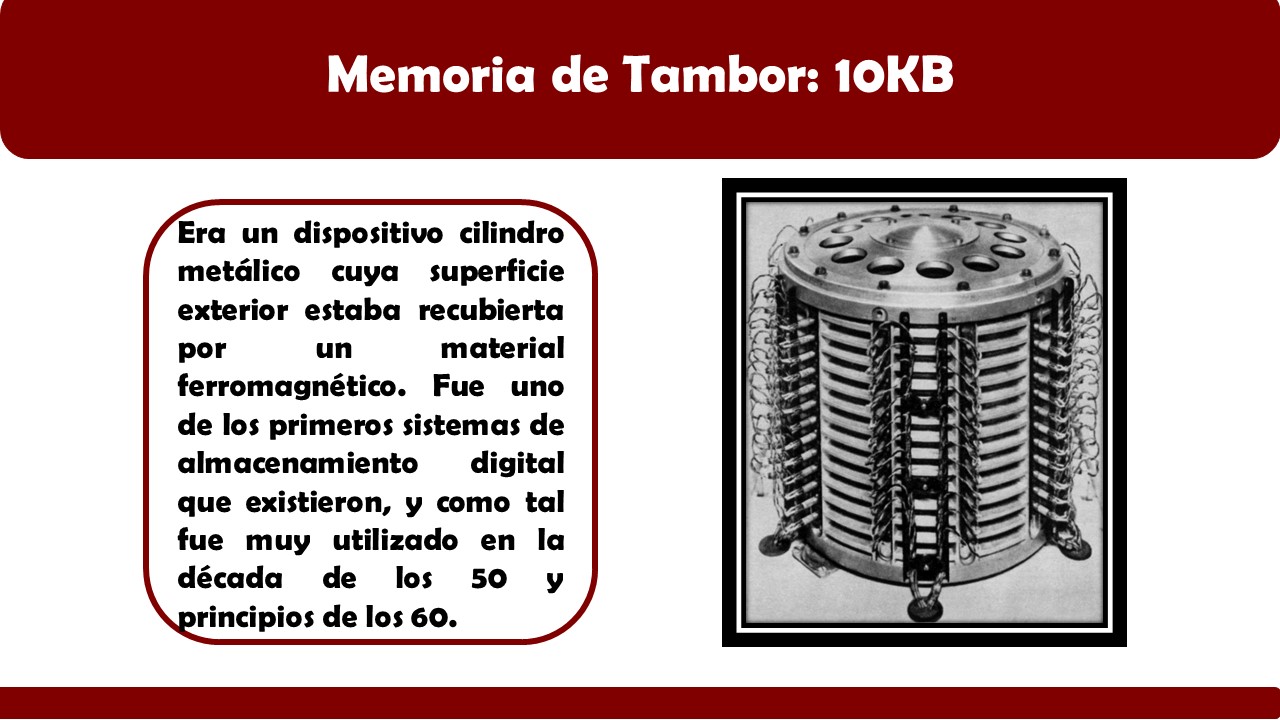 Memoria de Tambor: 10KB
Era un dispositivo cilindro
metálico cuya superficie
exterior estaba recubierta
por un material
ferromagnético. Fue uno
de los primeros sistemas de
almacenamiento digital
que existieron, y como tal
fue muy utilizado en la
década de los 50 y
principios de los 60.